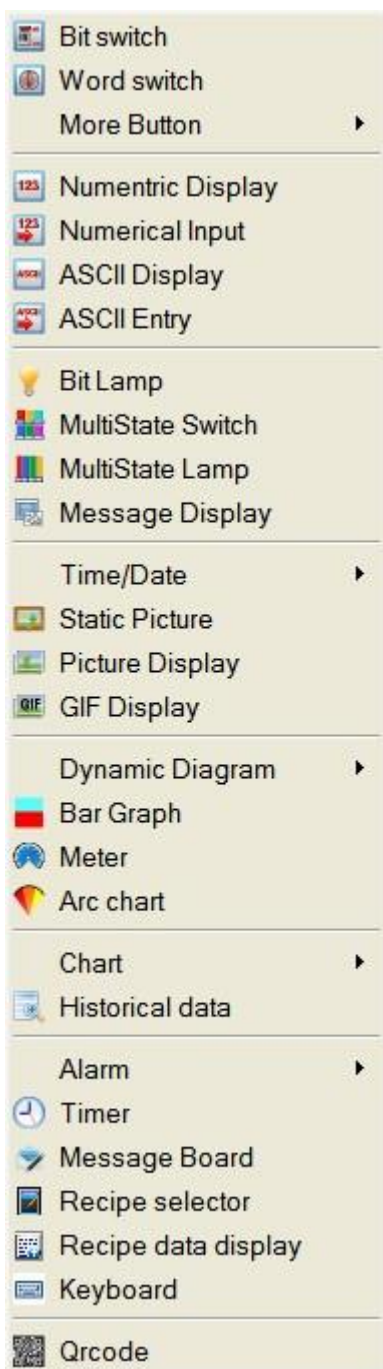 Bit switch
Word switch
More Button
Numentric Display
Numerical Input
ASCII Display
ASCII Entry
Bit Lamp
MultiState Switch
MultiState Lamp
Message Display
Time/Date
Static Picture
Picture Display
GIF Display
Dynamic Diagram
Bar Graph
Meter
Arc chart
Chart
Historical data
Alarm
Timer
Message Board
Recipe selector
Recipe data display
Keyboard
Qrcode